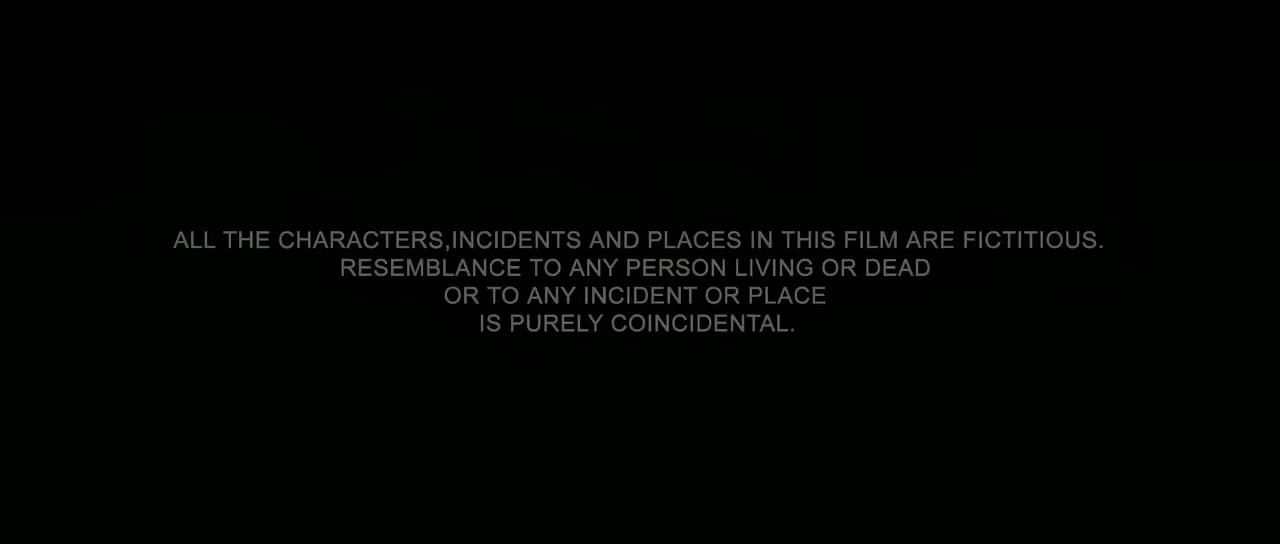 ALL THE CHARACTERS,INCIDENTS AND PLACES IN THIS FILM ARE FICTITIOUS.
RESEMBLANCE TO ANY PERSON LIVING OR DEAD
OR TO ANY INCIDENT OR PLACE
IS PURELY COINCIDENTAL.